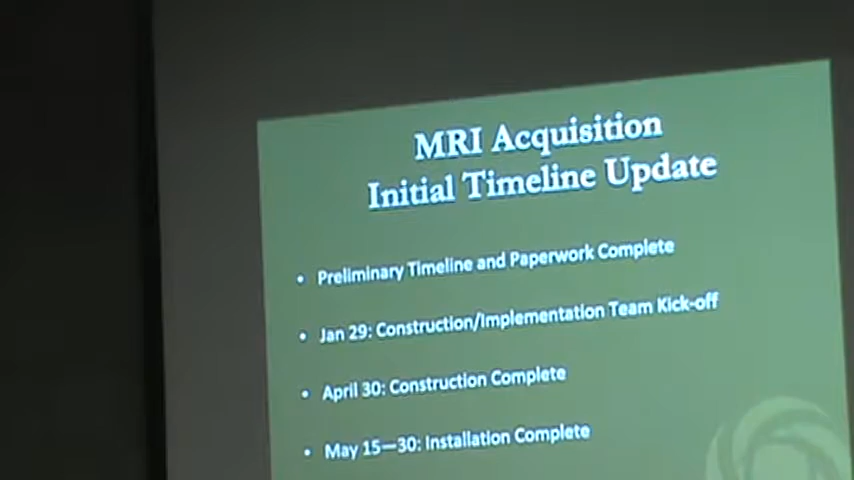 MRI Acquisition
Initial Timeline Update
• Preliminary Timeline and Paperwork Complete
• Jan 29: Construction/Implementation Team Kick-off
• April 30: Construction Complete
• May 15—30: Installation Complete